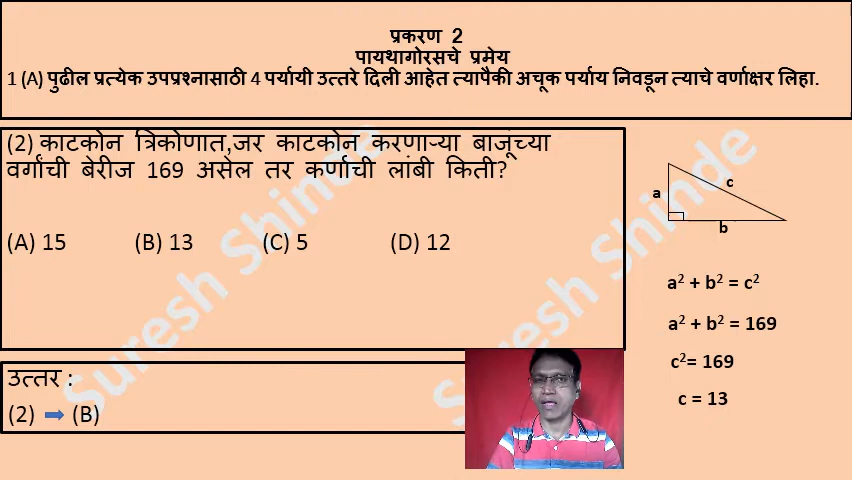 प्रकरण 2
पायथागोरसचे प्रमेय
1 (A) पुढील प्रत्येक उपप्रश्नासाठी 4 पर्यायी उत्तरे दिली आहेत त्यापैकी अचूक पर्याय निवडून त्याचे वर्णाक्षर लिहा.
(2) काटकोन त्रिकोणात,जर काटकोन करणाऱ्या बाजूंच्या
वर्गांची बेरीज 169 असेल तर कर्णाची लांबी किती?
(A) 15 (B) 13 (C) 5 (D) 12
a
c
b
a² + b² = c²
a² + b² = 169
c²= 169
c = 13
उत्तर :
(2) ➡ (B)
Suresh Shinde
Suresh Shinde